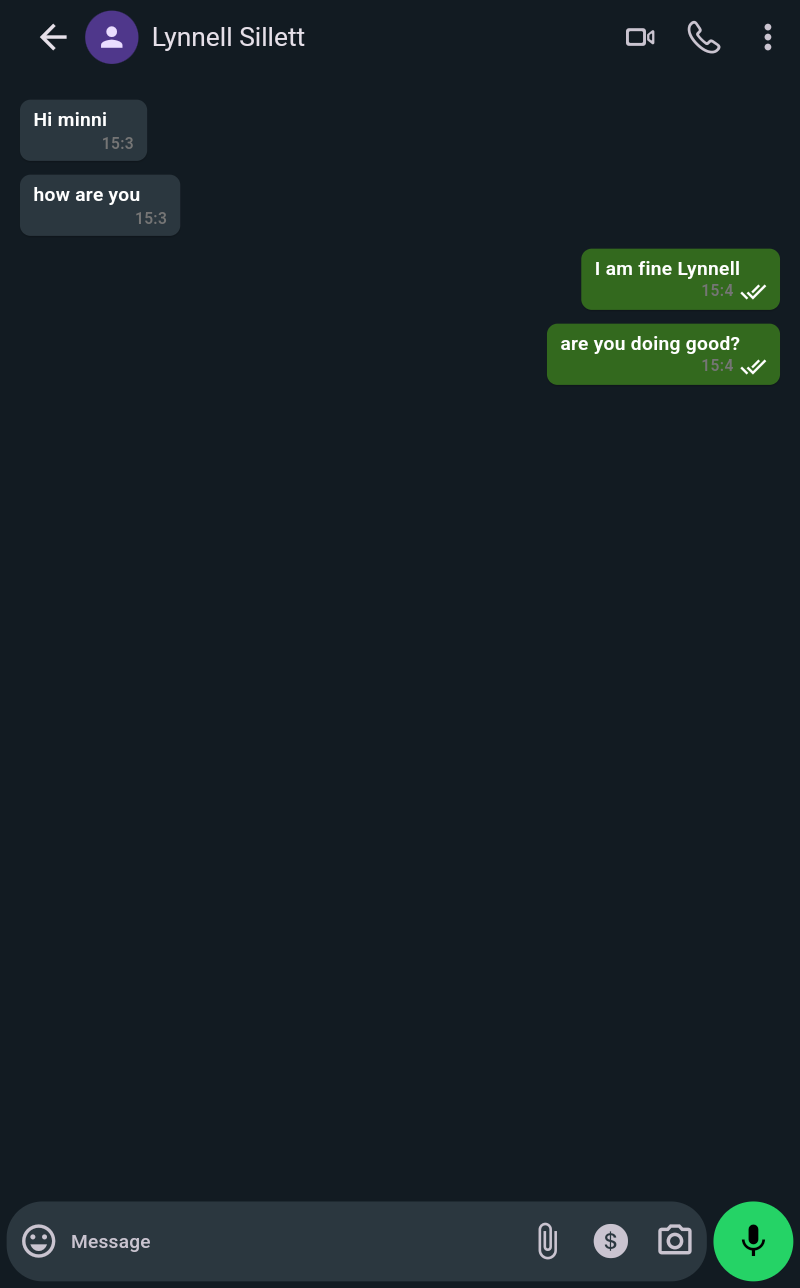 Lynnell Sillett
Hi minni
15:3
how are you
15:3
I am fine Lynnell
15:4
are you doing good?
15:4
Message
$